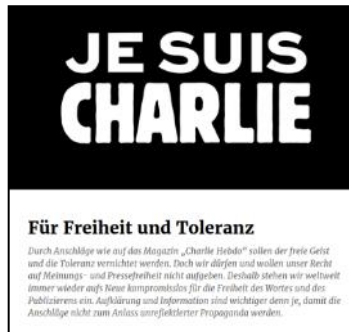 JE SUIS
CHARLIE
Für Freiheit und Toleranz
Durch Anschläge wie auf das Magazin „Charlie Hebdo“ sollen der freie Geist
und die Toleranz vernichtet werden. Doch wir dürfen und wollen unser Recht
auf Meinungs- und Pressefreiheit nicht aufgeben. Deshalb stehen wir weltweit
immer wieder aufs Neue kompromisslos für die Freiheit des Wortes und des
Publizierens ein. Aufklärung und Information sind wichtiger denn je, damit die
Anschläge nicht zum Anlass unreflektierter Propaganda werden.